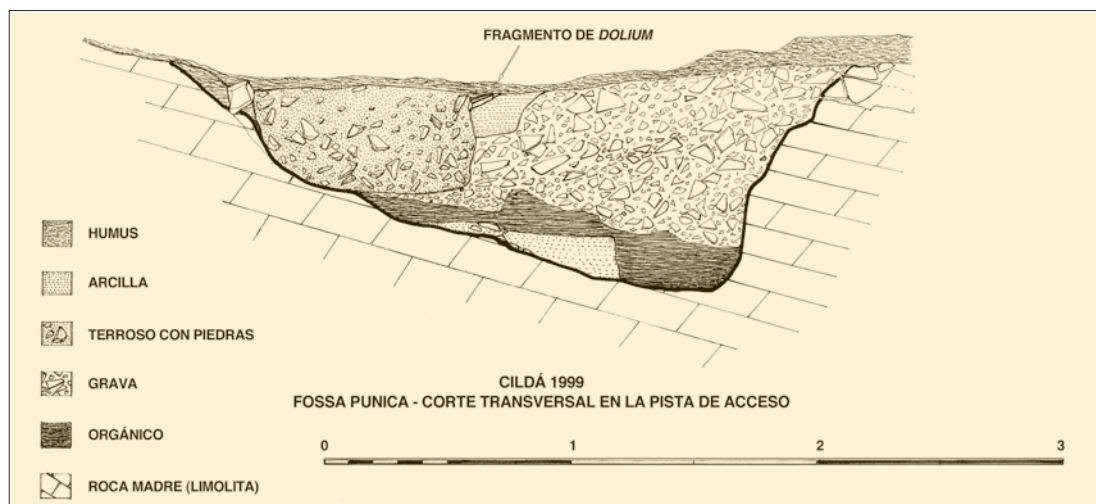 FRAGMENTO DE DOLIUM
HUMUS
ARCILLA
TERROSO CON PIEDRAS
GRAVA
ORGÁNICO
ROCA MADRE (LIMOLITA)
CILDÁ 1999
FOSSA PUNICA - CORTE TRANSVERSAL EN LA PISTA DE ACCESO
0 1 2 3